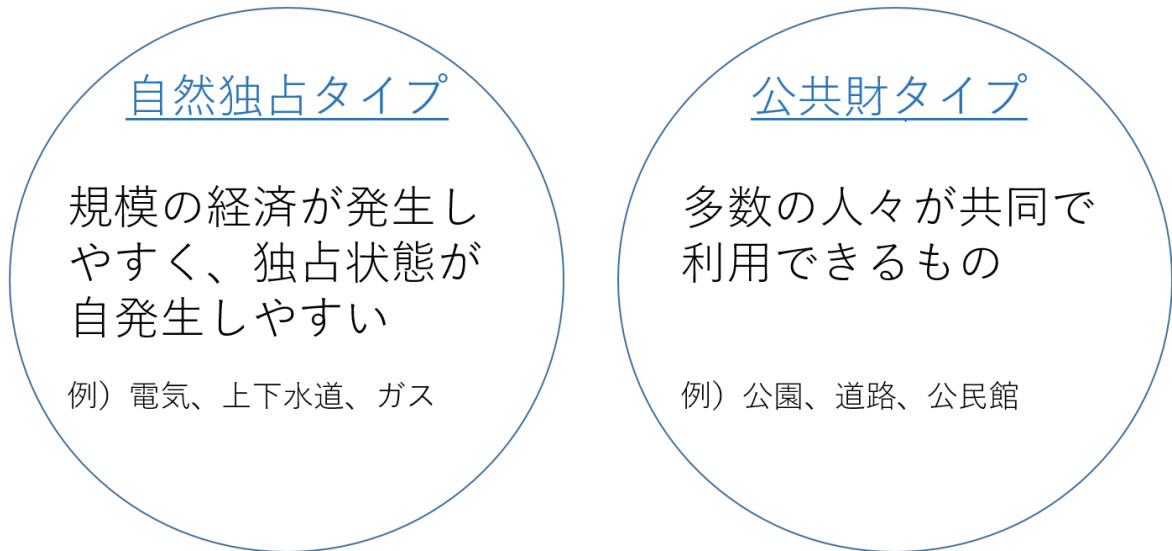 自然独占タイプ
規模の経済が発生し
やすく、独占状態が
自発生しやすい
例）電気、上下水道、ガス
公共財タイプ
多数の人々が共同で
利用できるもの
例）公園、道路、公民館